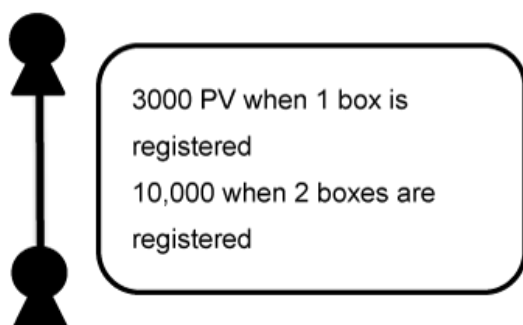 3000 PV when 1 box is
registered
10,000 when 2 boxes are
registered